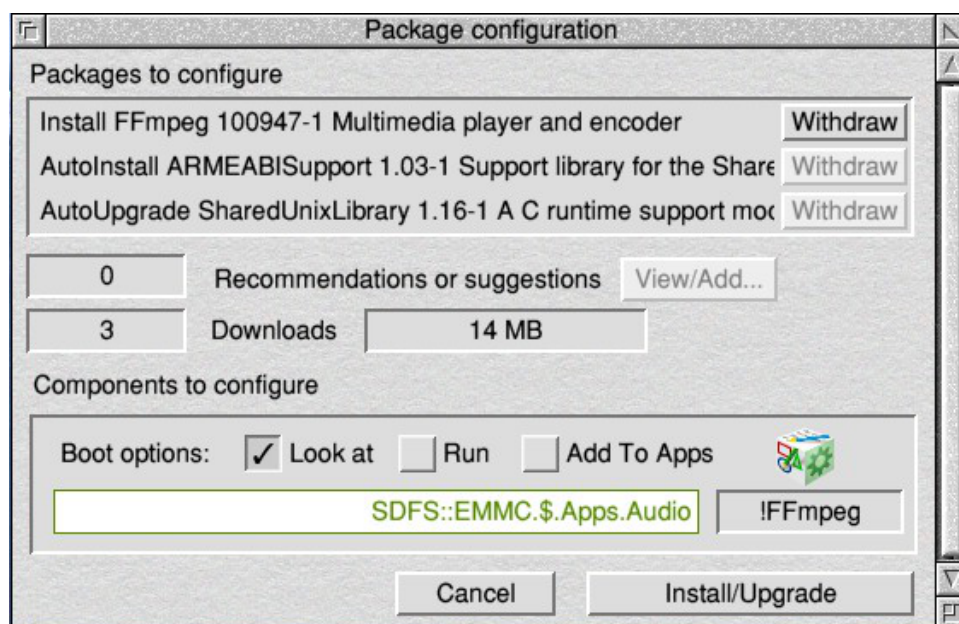 Package configuration
Packages to configure
Install FFmpeg 100947-1 Multimedia player and encoder Withdraw
AutoInstall ARMEABISupport 1.03-1 Support library for the Share Withdraw
AutoUpgrade SharedUnixLibrary 1.16-1 A C runtime support mod Withdraw
0 Recommendations or suggestions View/Add...
3 Downloads 14 MB
Components to configure
Boot options: ✓ Look at Run Add To Apps
SDFS::EMMC.$.Apps.Audio !FFmpeg
Cancel Install/Upgrade